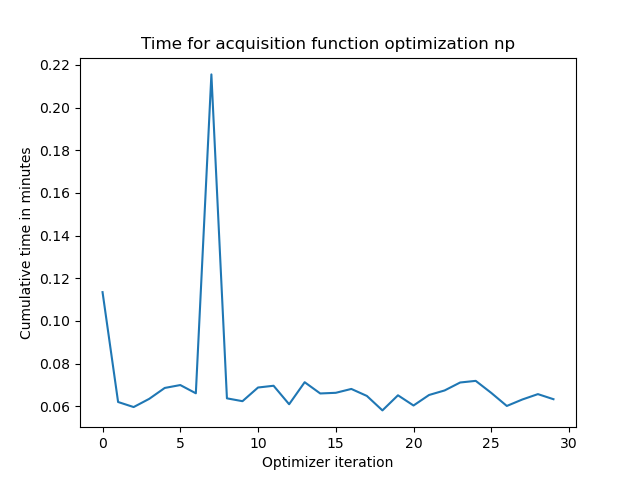 Time for acquisition function optimization np
Cumulative time in minutes
0.22
0.20
0.18
0.16
0.14
0.12
0.10
0.08
0.06
0 5 10 15 20 25 30
Optimizer iteration